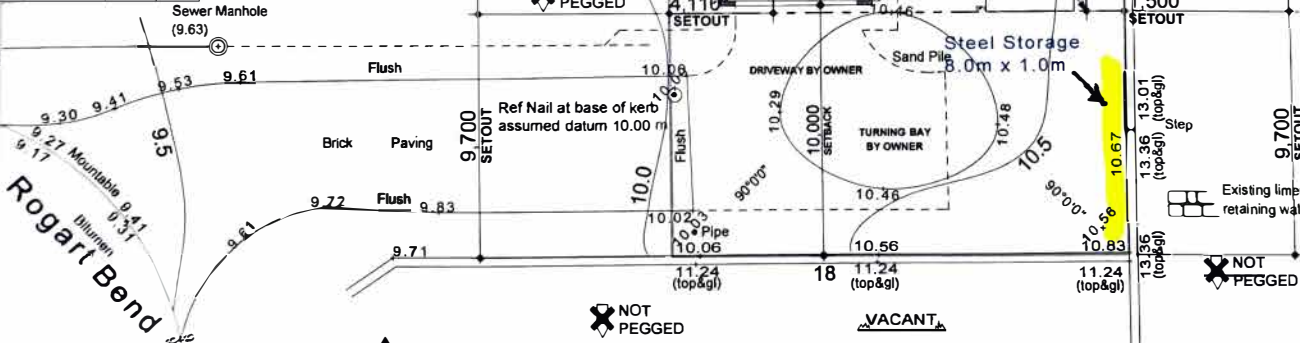 PEGGED
4,110
SETOUT
10.46
1,500
SETOUT
Sewer Manhole
(9.63)
Steel Storage
8.0m x 1.0m
Sand Pile
DRIVEWAY BY OWNER
10.06
Flush
9.61
9.53
9.41
9.30
9.27
9.17
Mountable
9.41
9.31
Bitumen
Rogart Bend
9.5
Brick Paving
Ref Nail at base of kerb
assumed datum 10.00 m
9,700
SETOUT
Flush
10.29
10,000
SETBACK
TURNING BAY
BY OWNER
10.48
10.5
10.67
13.01
(top&gl)
Step
13.36
(top&gl)
9,700
SETOUT
Existing lime
retaining wal
10.0
90°0'0"
10.46
90°0'0"
9.72
Flush
9.83
9.61
10.02
10.03
Pipe
10.06
10.56
10.56
10.83
13.36
(top&gl)
9.71
11.24
(top&gl)
18
11.24
(top&gl)
11.24
(top&gl)
NOT
PEGGED
NOT
PEGGED
VACANT